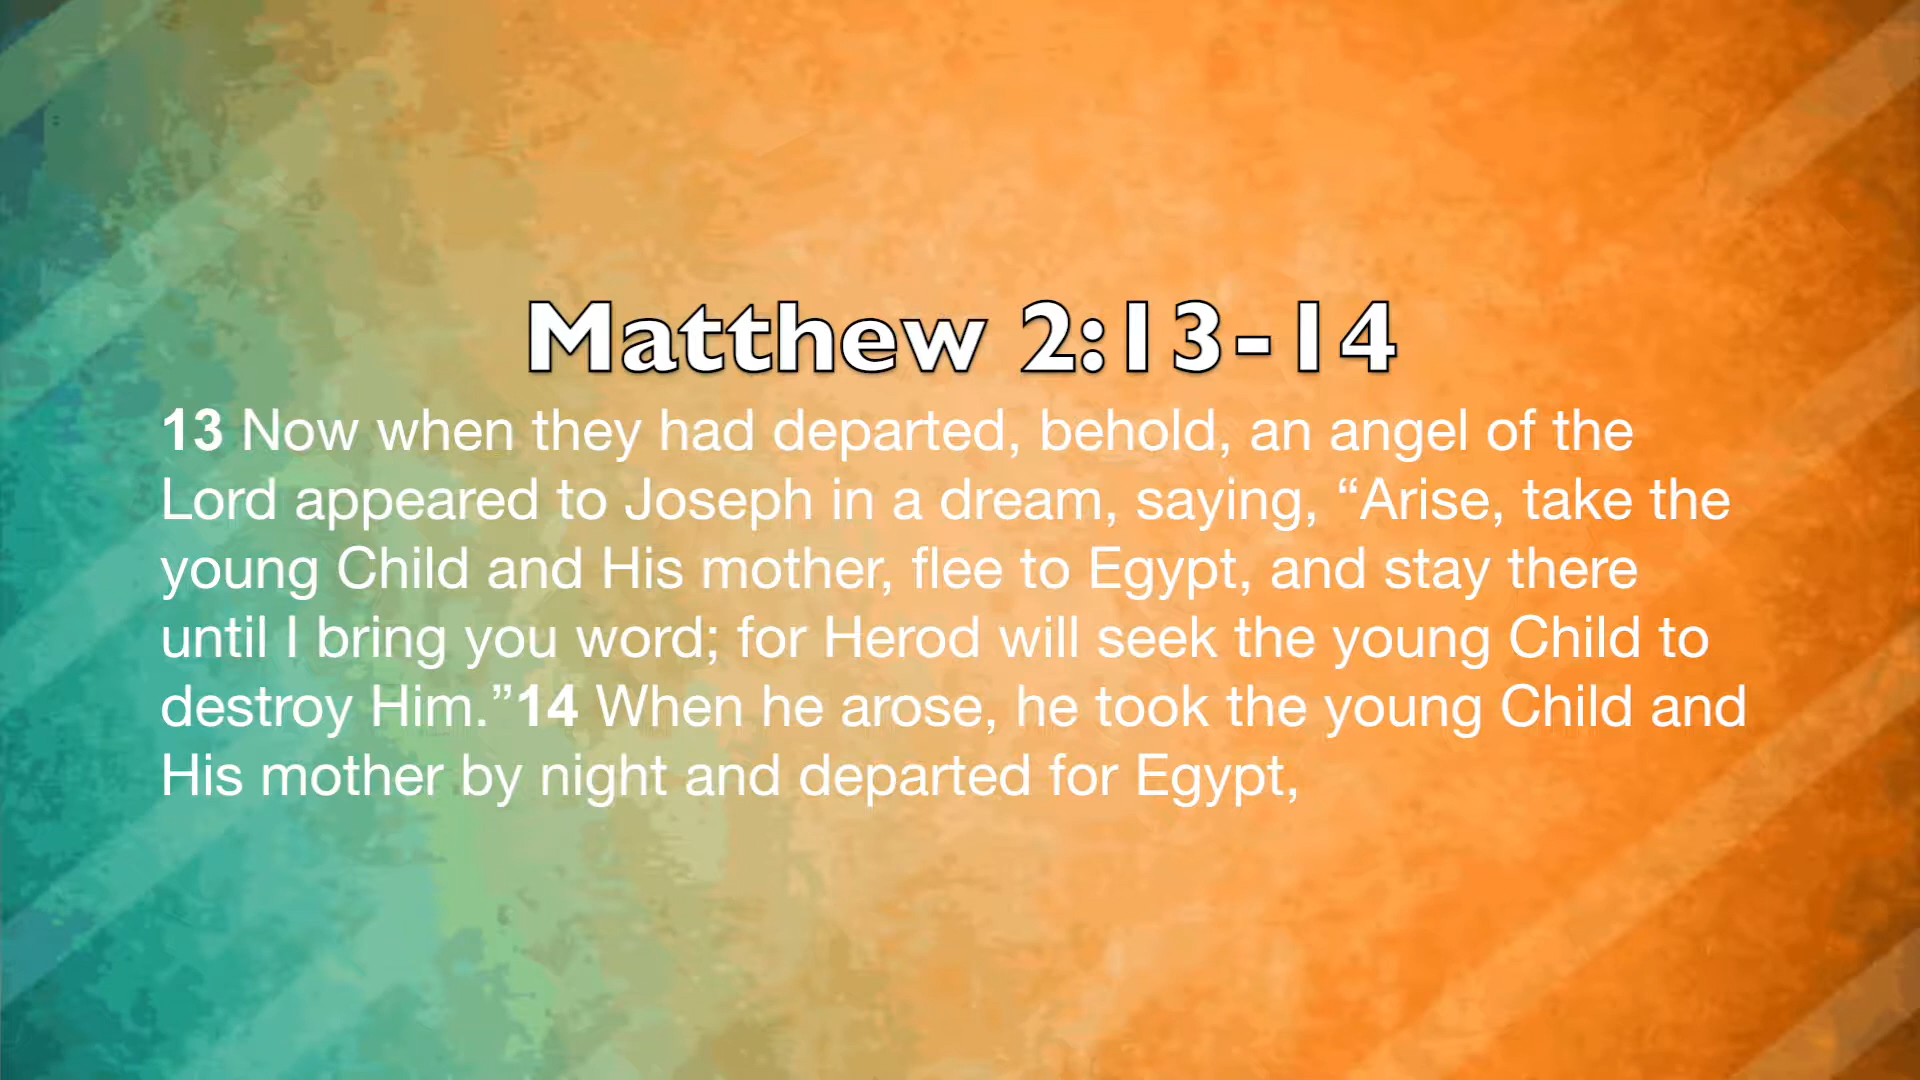 Matthew 2:13-14
13 Now when they had departed, behold, an angel of the
Lord appeared to Joseph in a dream, saying, “Arise, take the
young Child and His mother, flee to Egypt, and stay there
until I bring you word; for Herod will seek the young Child to
destroy Him.”14 When he arose, he took the young Child and
His mother by night and departed for Egypt,